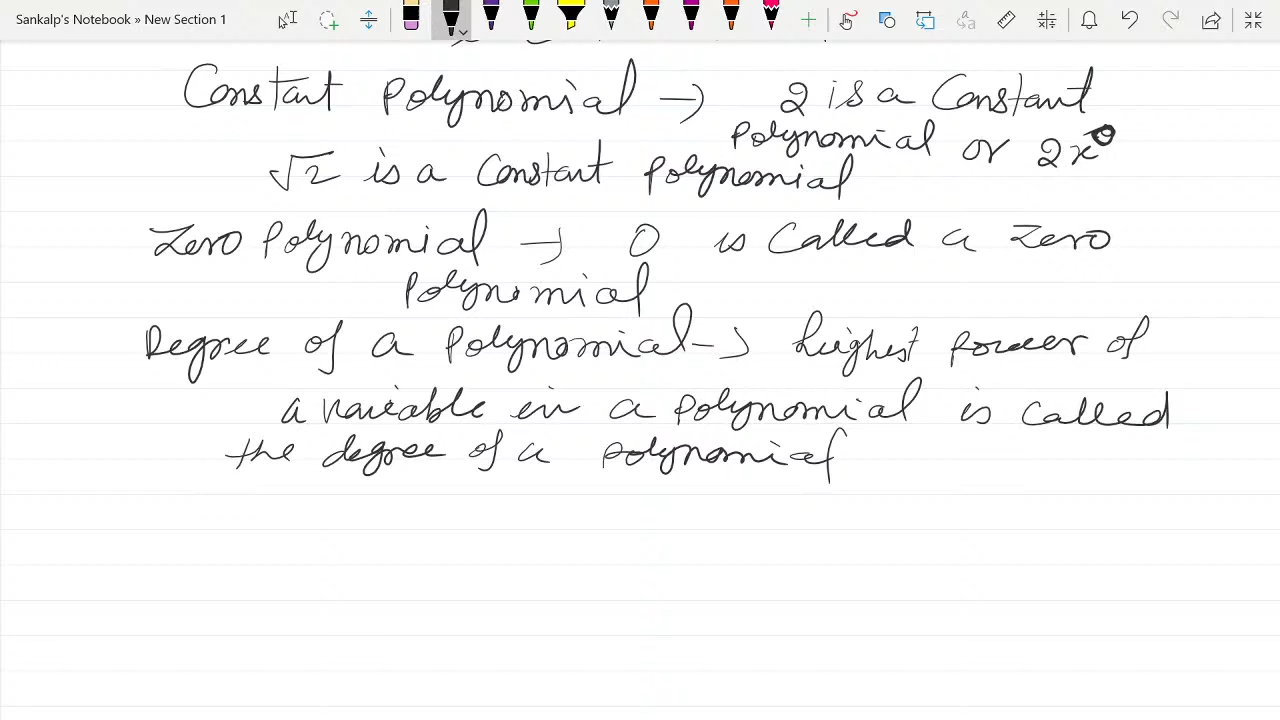 Sankalp's Notebook » New Section 1
Constant Polynomial → 2 is a Constant
Polynomial or 2x⁰
√2 is a Constant Polynomial
Zero Polynomial → 0 is Called a Zero
Polynomial
Degree of a Polynomial → highest power of
a variable in a polynomial is called
the degree of a polynomial